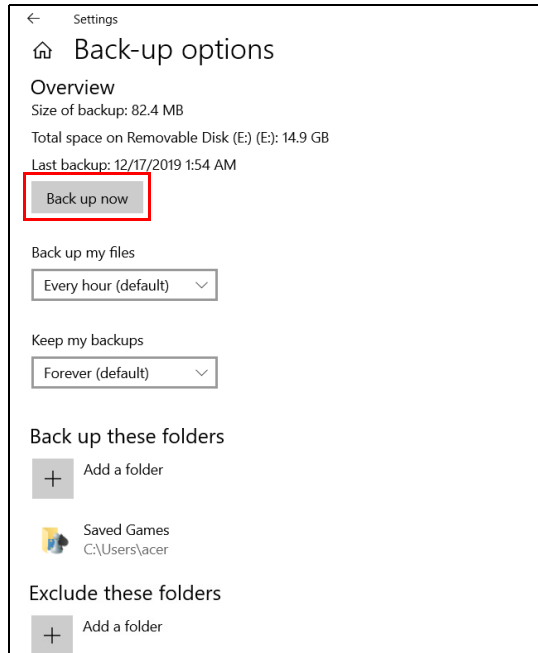 Settings
Back-up options
Overview
Size of backup: 82.4 MB
Total space on Removable Disk (E:) (E:): 14.9 GB
Last backup: 12/17/2019 1:54 AM
Back up now
Back up my files
Every hour (default)
Keep my backups
Forever (default)
Back up these folders
Add a folder
Saved Games
C:\Users\acer
Exclude these folders
Add a folder